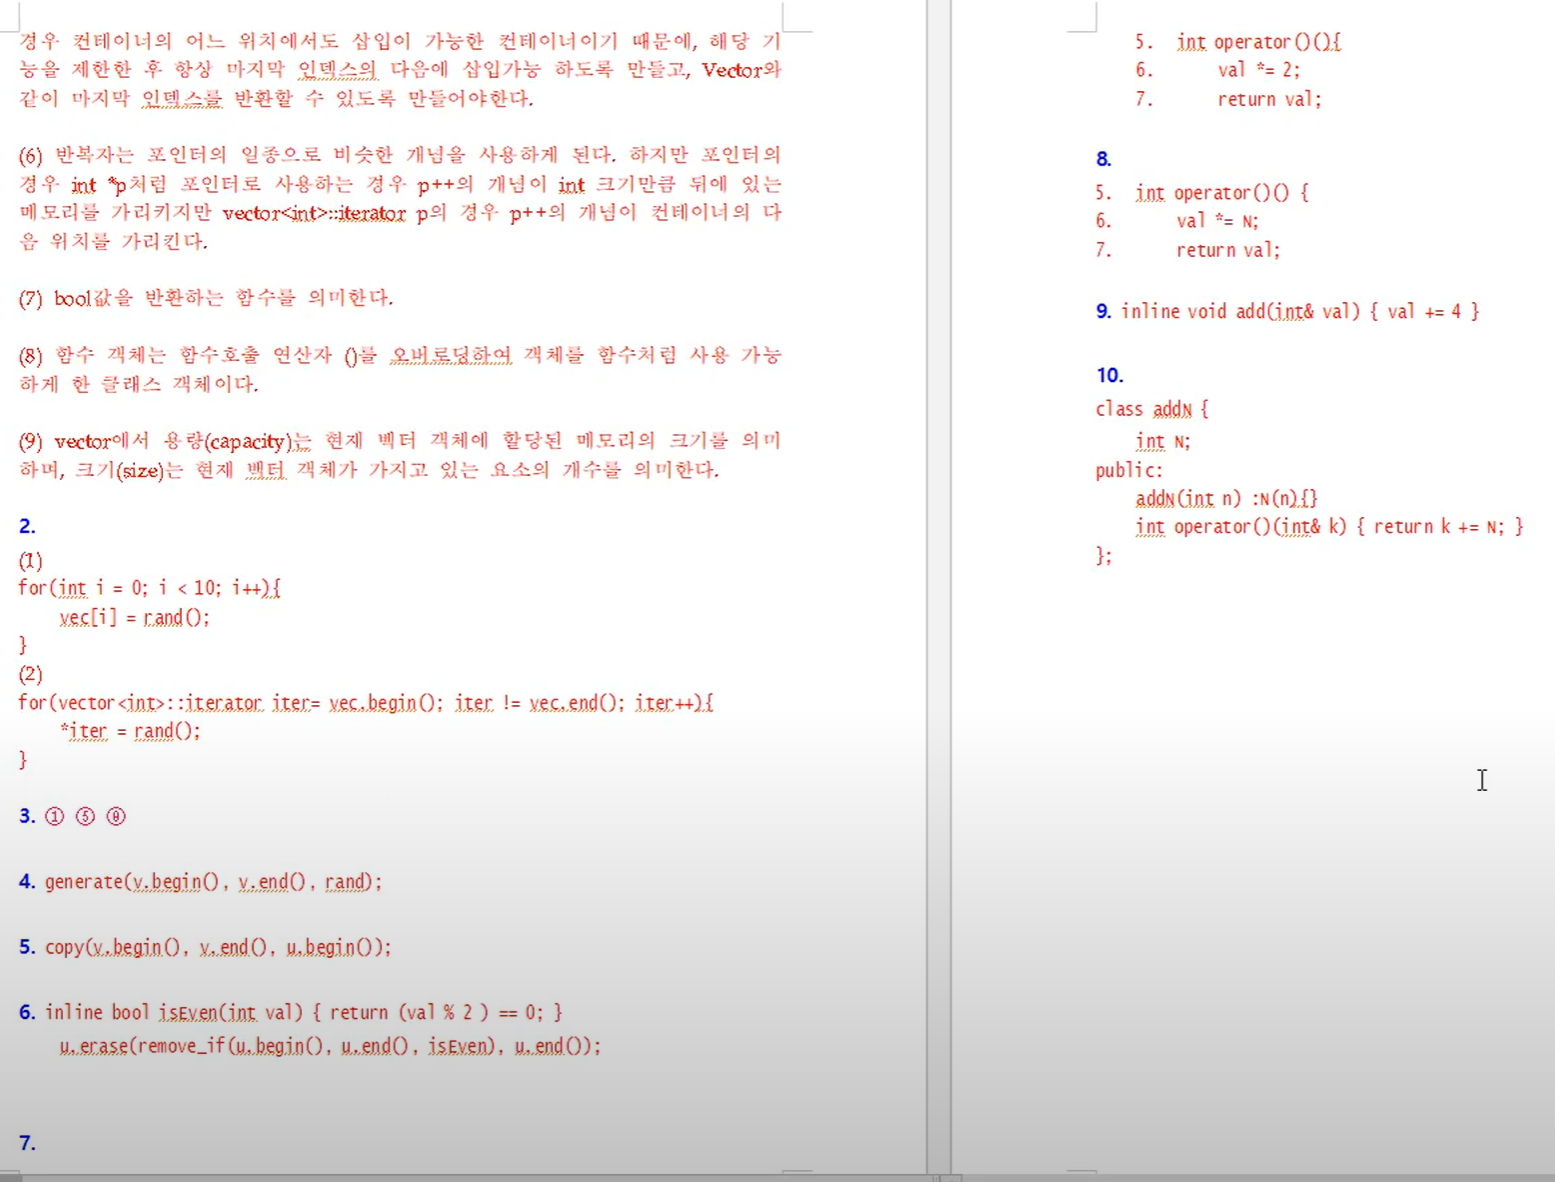 경우 컨테이너의 어느 위치에서도 삽입이 가능한 컨테이너이기 때문에, 해당 기
능을 제한한 후 항상 마지막 인덱스의 다음에 삽입가능 하도록 만들고, Vector와
같이 마지막 인덱스를 반환할 수 있도록 만들어야한다.
(6) 반복자는 포인터의 일종으로 비슷한 개념을 사용하게 된다. 하지만 포인터의
경우 int *p처럼 포인터로 사용하는 경우 p++의 개념이 int 크기만큼 뒤에 있는
메모리를 가리키지만 vector<int>::iterator p의 경우 p++의 개념이 컨테이너의 다
음 위치를 가리킨다.
(7) bool값을 반환하는 함수를 의미한다.
(8) 함수 객체는 함수호출 연산자 ()를 오버로딩하여 객체를 함수처럼 사용 가능
하게 한 클래스 객체이다.
(9) vector에서 용량(capacity)는 현재 벡터 객체에 할당된 메모리의 크기를 의미
하며, 크기(size)는 현재 벡터 객체가 가지고 있는 요소의 개수를 의미한다.
2.
(1)
for(int i = 0; i < 10; i++){
vec[i] = rand();
}
(2)
for(vector<int>::iterator iter= vec.begin(); iter != vec.end(); iter++){
*iter = rand();
}
3. ① ⑤ ⑧
4. generate(v.begin(), v.end(), rand);
5. copy(v.begin(), v.end(), u.begin());
6. inline bool isEven(int val) { return (val % 2 ) == 0; }
u.erase(remove_if(u.begin(), u.end(), isEven), u.end());
7.
5. int operator()(){
6. val *= 2;
7. return val;
8.
5. int operator()() {
6. val *= N;
7. return val;
9. inline void add(int& val) { val += 4 }
10.
class addN {
int N;
public:
addN(int n) :N(n){}
int operator()(int& k) { return k += N; }
};